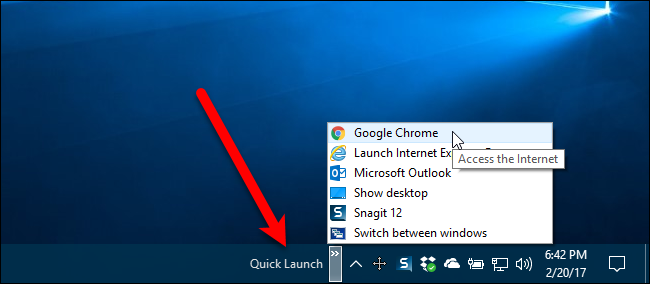 Google Chrome
Launch Internet Ex
Access the Internet
Microsoft Outlook
Show desktop
Snagit 12
Switch between windows
Quick Launch
6:42 PM
2/20/17